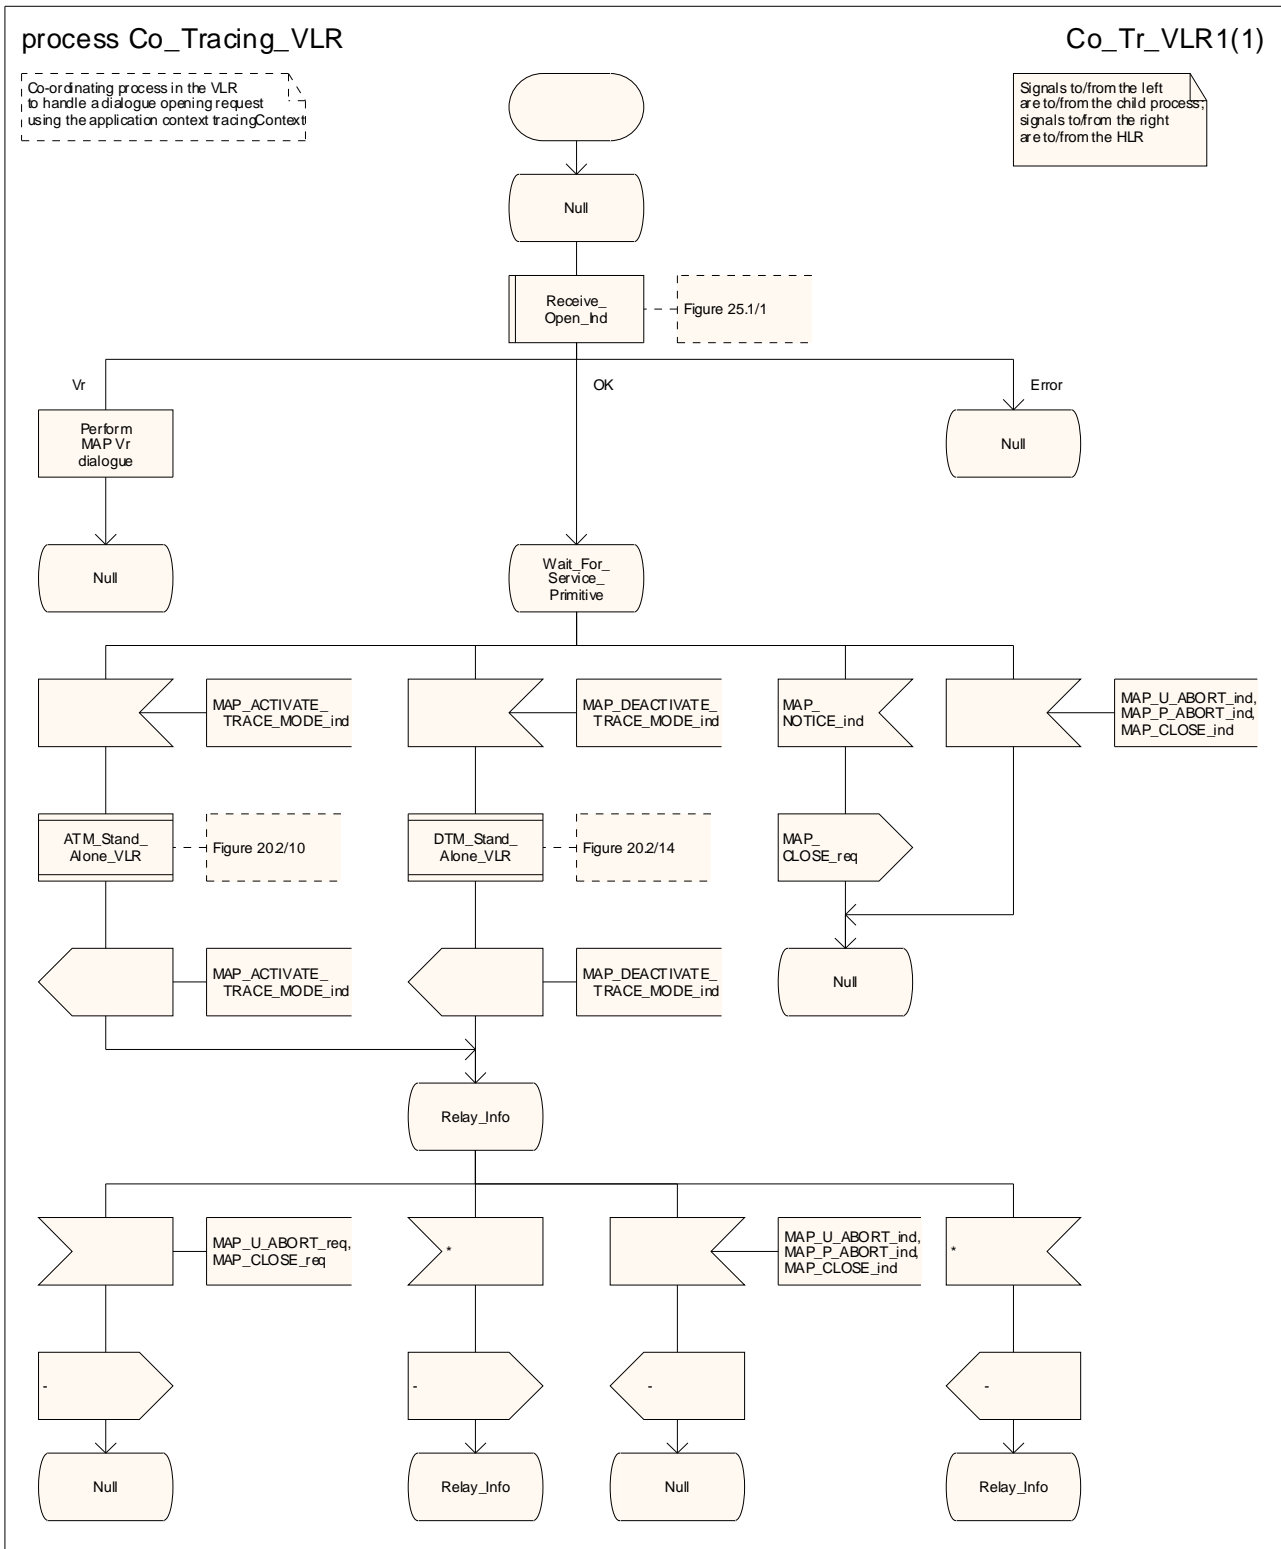 process Co_Tracing_VLR
Co_Tr_VLR1(1)
Co-ordinating process in the VLR
to handle a dialogue opening request
using the application context tracingContext
Signals to/from the left
are to/from the child process;
signals to/from the right
are to/from the HLR
Null
Receive_
Open_Ind
Figure 25.1/1
Vr
OK
Error
Perform
MAP Vr
dialogue
Null
Null
Wait_For_
Service_
Primitive
MAP_ACTIVATE_
TRACE_MODE_ind
MAP_DEACTIVATE_
TRACE_MODE_ind
MAP_
NOTICE_ind
MAP_U_ABORT_ind,
MAP_P_ABORT_ind,
MAP_CLOSE_ind
ATM_Stand_
Alone_VLR
Figure 20.2/10
DTM_Stand_
Alone_VLR
Figure 20.2/14
MAP_
CLOSE_req
MAP_ACTIVATE_
TRACE_MODE_ind
MAP_DEACTIVATE_
TRACE_MODE_ind
Null
Relay_Info
MAP_U_ABORT_req,
MAP_CLOSE_req
*
MAP_U_ABORT_ind,
MAP_P_ABORT_ind,
MAP_CLOSE_ind
*
-
-
-
-
Null
Relay_Info
Null
Relay_Info